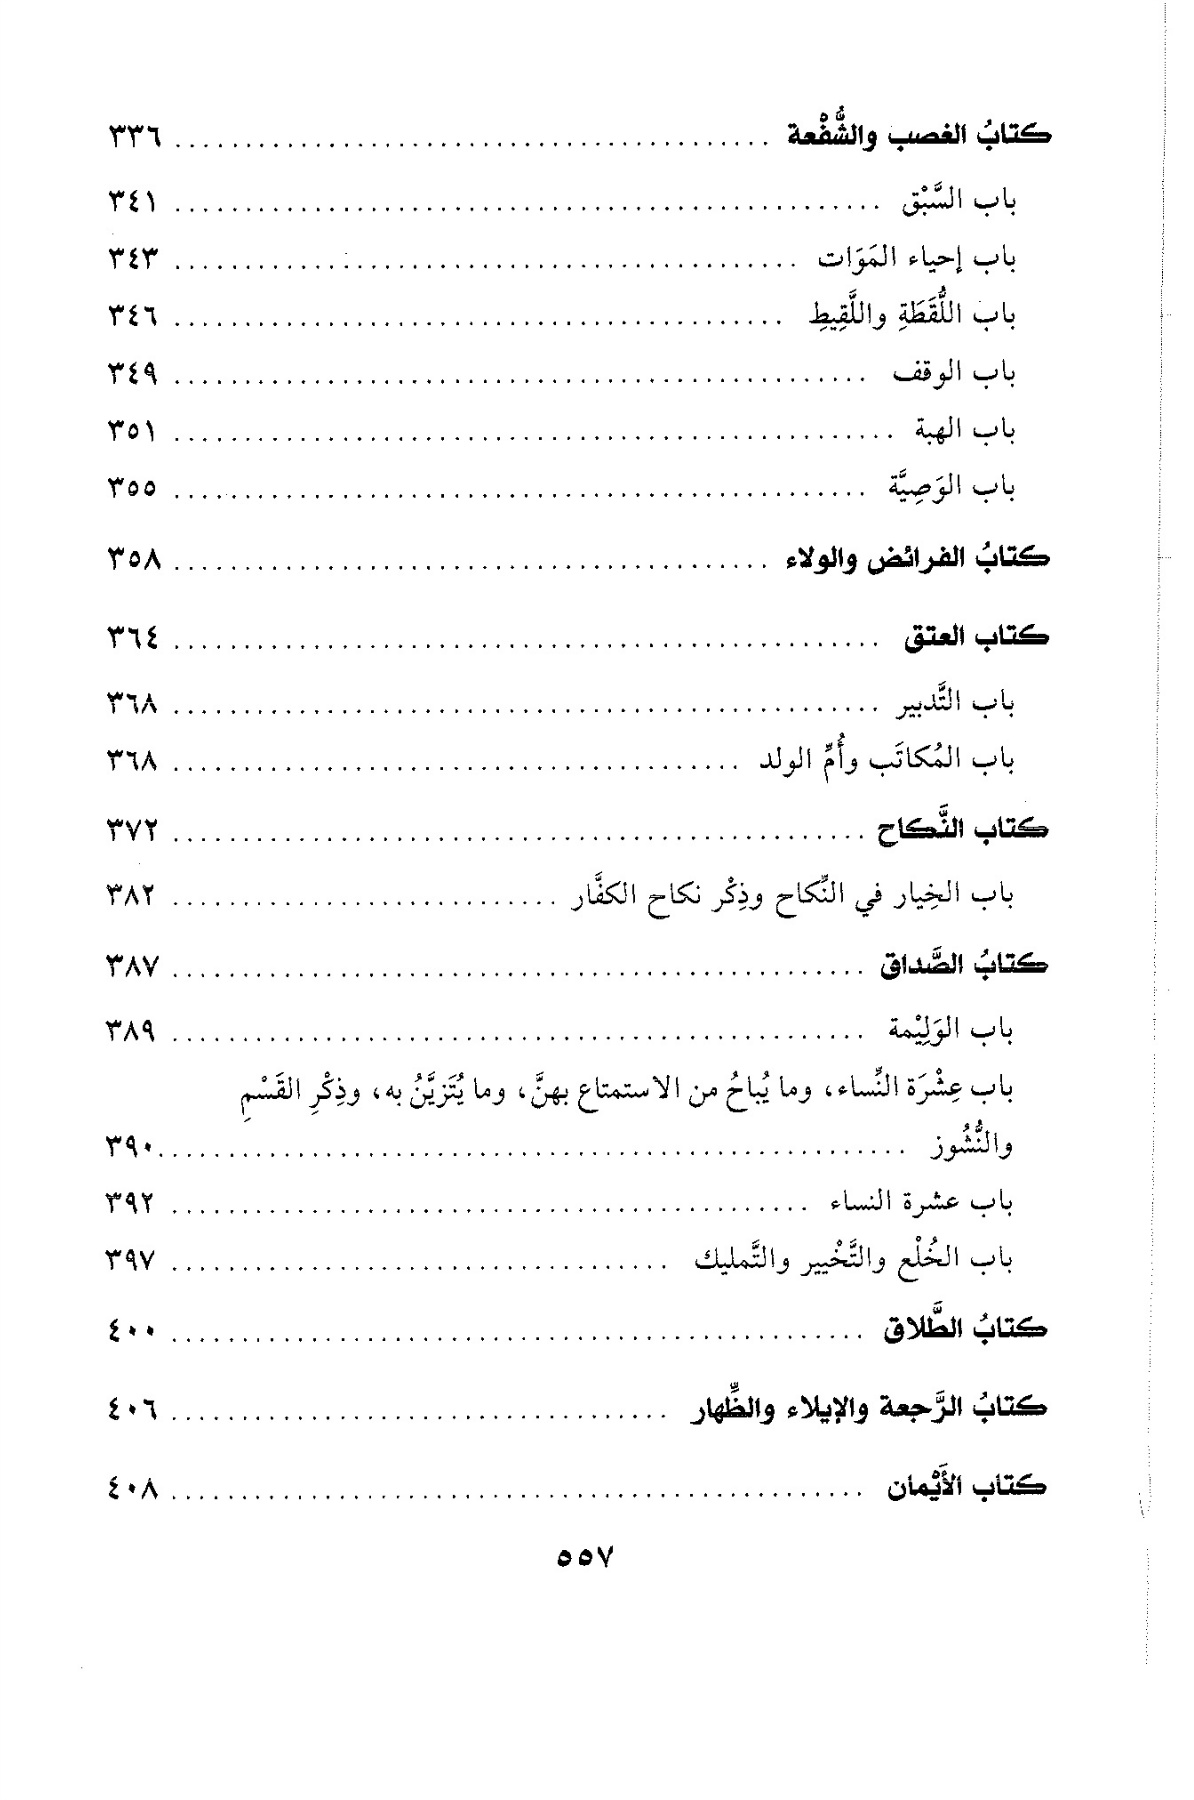 كتابُ الغصب والشُّفْعة ........................................... ٣٣٦
باب السَّبْق ................................................... ٣٤١
باب إحياء المَوَات ............................................. ٣٤٣
باب اللُّقَطَةِ واللَّقِيطِ ............................................ ٣٤٦
باب الوقف .................................................. ٣٤٩
باب الهبة .................................................... ٣٥١
باب الوَصِيَّة .................................................. ٣٥٥
كتابُ الفرائض والولاء ........................................... ٣٥٨
كتاب العتق ................................................... ٣٦٤
باب التَّدبير ................................................... ٣٦٨
باب المُكاتَب وأُمِّ الولد ......................................... ٣٦٨
كتاب النَّكاح .................................................. ٣٧٢
باب الخِيار في النِّكاح وذِكْر نكاح الكفَّار ............................ ٣٨٢
كتابُ الصَّداق .................................................. ٣٨٧
باب الوَلِيْمة .................................................. ٣٨٩
باب عِشْرَة النِّساء، وما يُباحُ من الاستمتاع بهنَّ، وما يُتَزيَّنُ به، وذِكْرِ القَسْمِ
والنُّشُوز ...................................................... ٣٩٠
باب عشرة النساء .............................................. ٣٩٢
باب الخُلْع والتَّخْيير والتَّمليك .................................... ٣٩٧
كتابُ الطَّلاق .................................................. ٤٠٠
كتابُ الرَّجعة والإيلاء والظِّهار .................................... ٤٠٦
كتاب الأَيْمان .................................................. ٤٠٨
٥٥٧